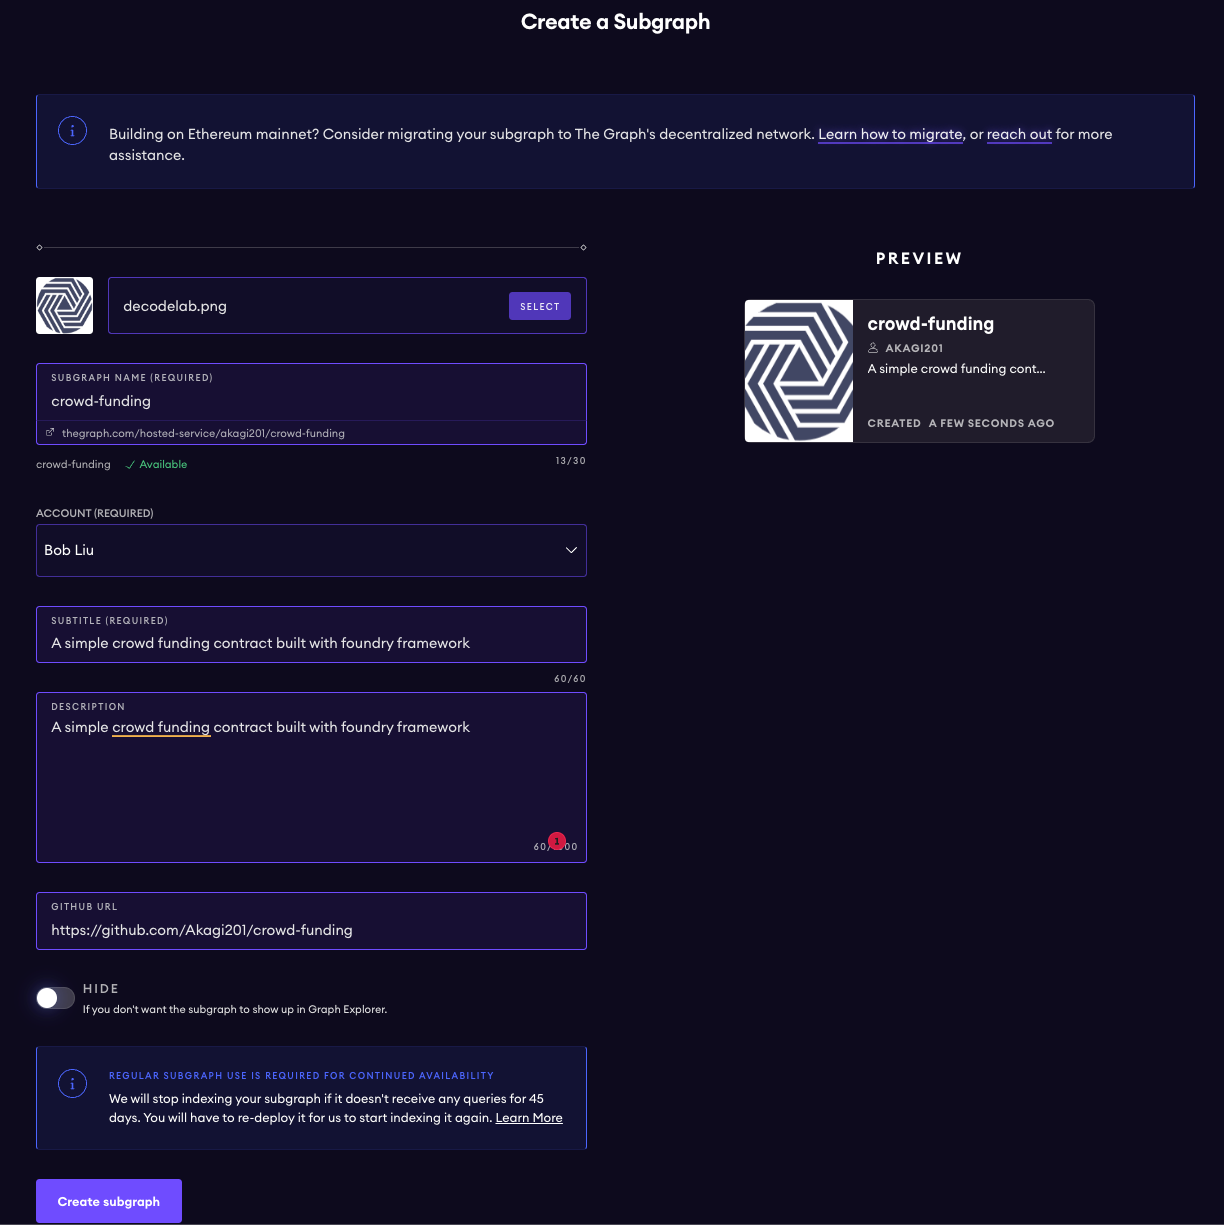 Create a Subgraph
Building on Ethereum mainnet? Consider migrating your subgraph to The Graph's decentralized network. Learn how to migrate, or reach out for more
assistance.
decodelab.png
SELECT
SUBGRAPH NAME (REQUIRED)
crowd-funding
thegraph.com/hosted-service/akagi201/crowd-funding
crowd-funding
Available
13/30
ACCOUNT (REQUIRED)
Bob Liu
SUBTITLE (REQUIRED)
A simple crowd funding contract built with foundry framework
60/60
DESCRIPTION
A simple crowd funding contract built with foundry framework
1
GITHUB URL
https://github.com/Akagi201/crowd-funding
HIDE
If you don't want the subgraph to show up in Graph Explorer.
REGULAR SUBGRAPH USE IS REQUIRED FOR CONTINUED AVAILABILITY
We will stop indexing your subgraph if it doesn't receive any queries for 45
days. You will have to re-deploy it for us to start indexing it again. Learn More
Create subgraph
PREVIEW
crowd-funding
AKAGI201
A simple crowd funding cont...
CREATED A FEW SECONDS AGO